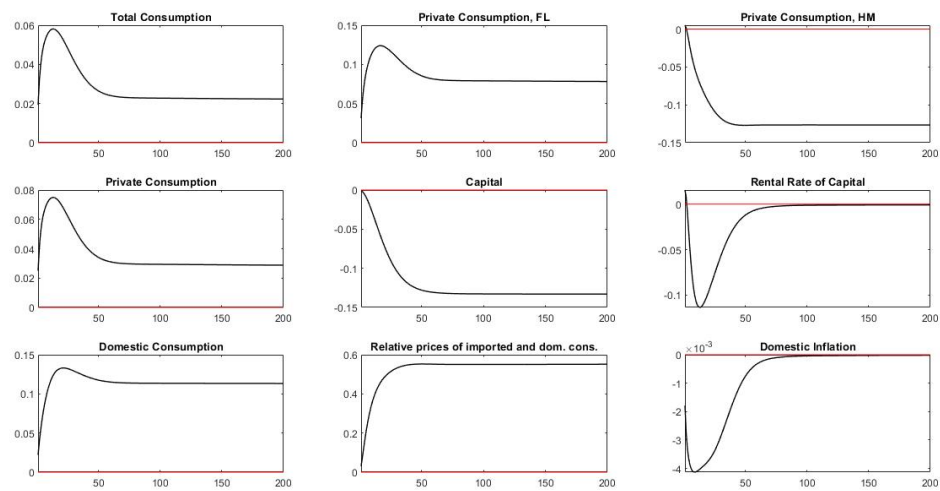 Total Consumption
0.06
0.04
0.02
0
50 100 150 200
Private Consumption, FL
0.15
0.1
0.05
0
50 100 150 200
Private Consumption, HM
0
-0.05
-0.1
-0.15
50 100 150 200
Private Consumption
0.08
0.06
0.04
0.02
0
50 100 150 200
Capital
0
-0.05
-0.1
-0.15
50 100 150 200
Rental Rate of Capital
0
-0.05
-0.1
50 100 150 200
Domestic Consumption
0.15
0.1
0.05
0
50 100 150 200
Relative prices of imported and dom. cons.
0.6
0.4
0.2
0
50 100 150 200
Domestic Inflation
×10⁻³
0
-1
-2
-3
-4
50 100 150 200